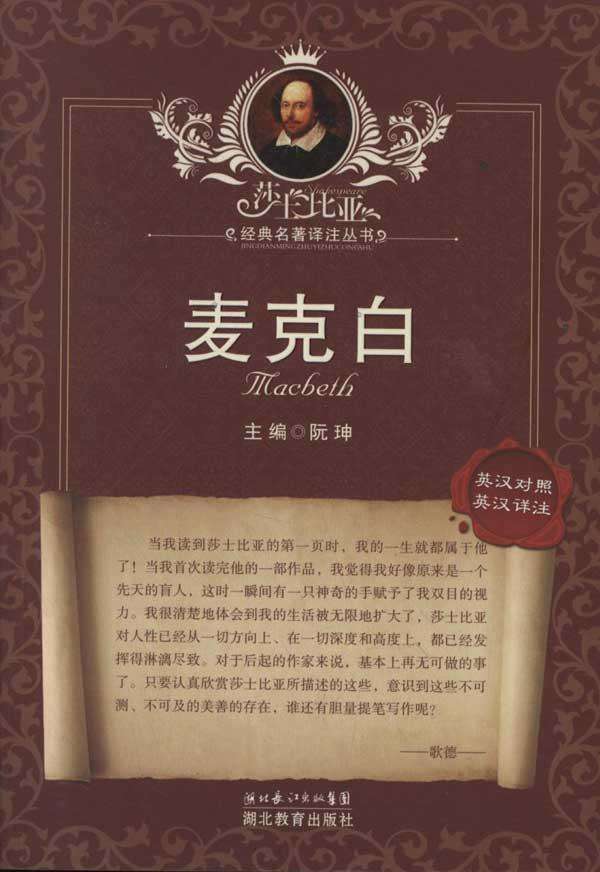 莎士比亚
Shakespeare
经典名著译注丛书
JINGDIANMINGZHUYIZHUCONGSHU
麦克白
Macbeth
主编◎阮珅
英汉对照
英汉详注
当我读到莎士比亚的第一页时，我的一生就都属于他
了！当我首次读完他的一部作品，我觉得我好像原来是一个
先天的盲人，这时一瞬间有一只神奇的手赋予了我双目的视
力。我很清楚地体会到我的生活被无限地扩大了，莎士比亚
对人性已经从一切方向上、在一切深度和高度上，都已经发
挥得淋漓尽致。对于后起的作家来说，基本上再无可做的事
了。只要认真欣赏莎士比亚所描述的这些，意识到这些不可
测、不可及的美善的存在，谁还有胆量提笔写作呢？
——歌德——
湖北长江出版集团
湖北教育出版社